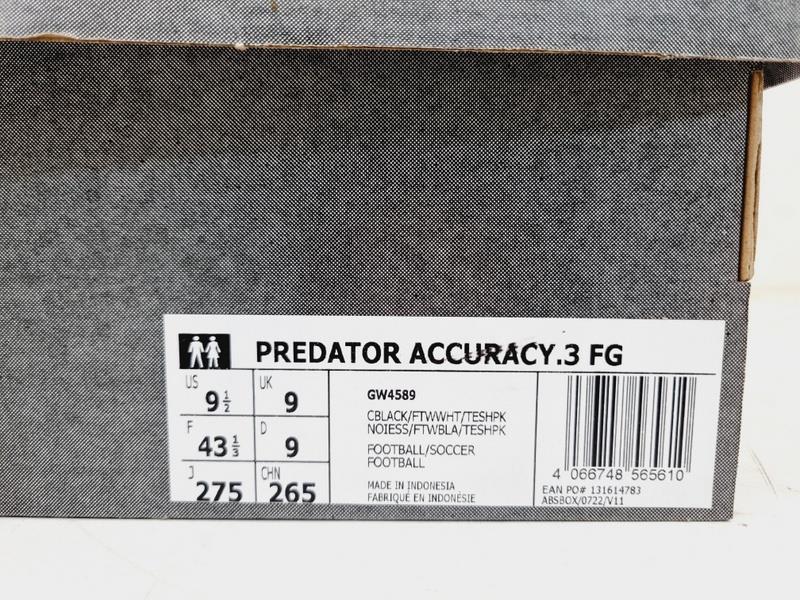 PREDATOR ACCURACY.3 FG
US 9 1/2
UK 9
F 43 1/3
D 9
J 275
CHN 265
GW4589
CBLACK/FTWWHT/TESHPK
NOIESS/FTWBLA/TESHPK
FOOTBALL/SOCCER
FOOTBALL
MADE IN INDONESIA
FABRIQUÉ EN INDONÉSIE
4 066748 565610
EAN PO# 131614783
ABSBOX/0722/V11